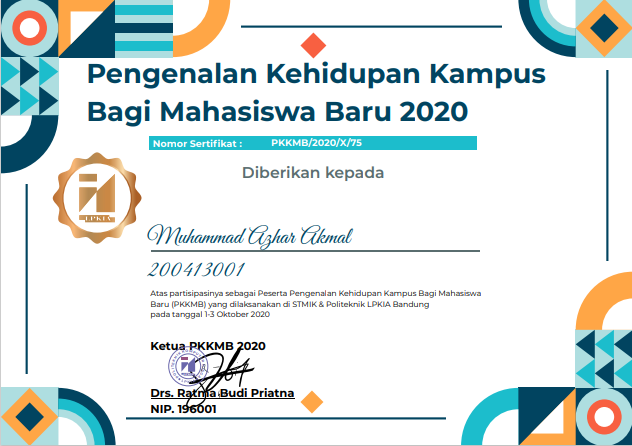 Pengenalan Kehidupan Kampus
Bagi Mahasiswa Baru 2020
Nomor Sertifikat : PKKMB/2020/X/75
Diberikan kepada
LPKIA
Muhammad Azhar Akmal
200413001
Atas partisipasinya sebagai Peserta Pengenalan Kehidupan Kampus Bagi Mahasiswa
Baru (PKKMB) yang dilaksanakan di STMIK & Politeknik LPKIA Bandung
pada tanggal 1-3 Oktober 2020
Ketua PKKMB 2020
Drs. Ratma Budi Priatna
NIP. 196001